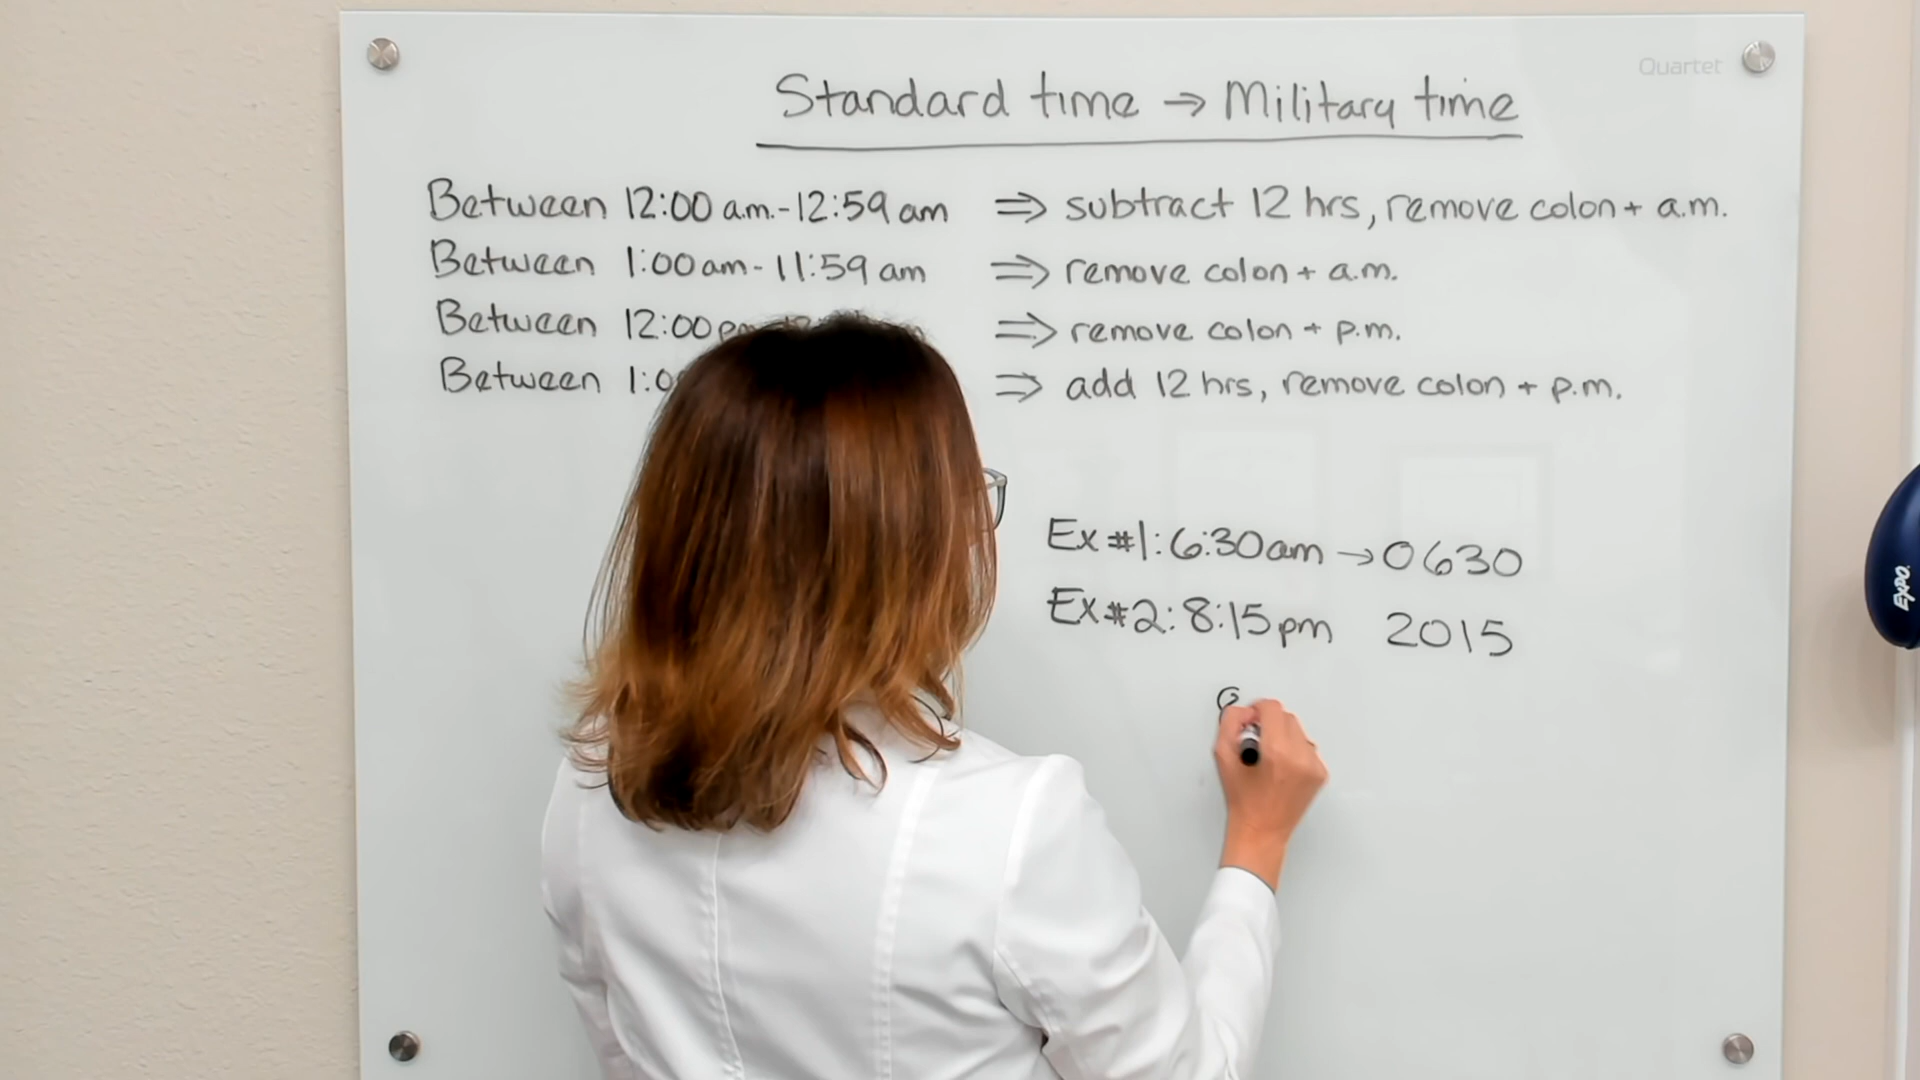 Quartet
Standard time → Military time
Between 12:00 a.m.-12:59 am ⇒ subtract 12 hrs, remove colon + a.m.
Between 1:00 am - 11:59 am ⇒ remove colon + a.m.
Between 12:00 ⇒ remove colon + p.m.
Between ⇒ add 12 hrs, remove colon + p.m.
Ex #1: 6:30am → 0630
Ex #2: 8:15pm 2015
EXPO